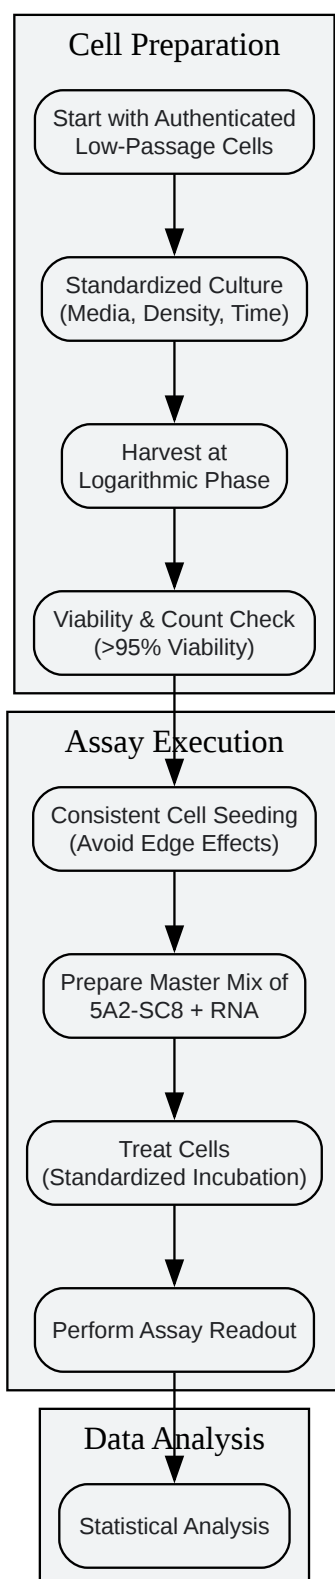 Cell Preparation
Start with Authenticated
Low-Passage Cells
Standardized Culture
(Media, Density, Time)
Harvest at
Logarithmic Phase
Viability & Count Check
(>95% Viability)
Assay Execution
Consistent Cell Seeding
(Avoid Edge Effects)
Prepare Master Mix of
5A2-SC8 + RNA
Treat Cells
(Standardized Incubation)
Perform Assay Readout
Data Analysis
Statistical Analysis